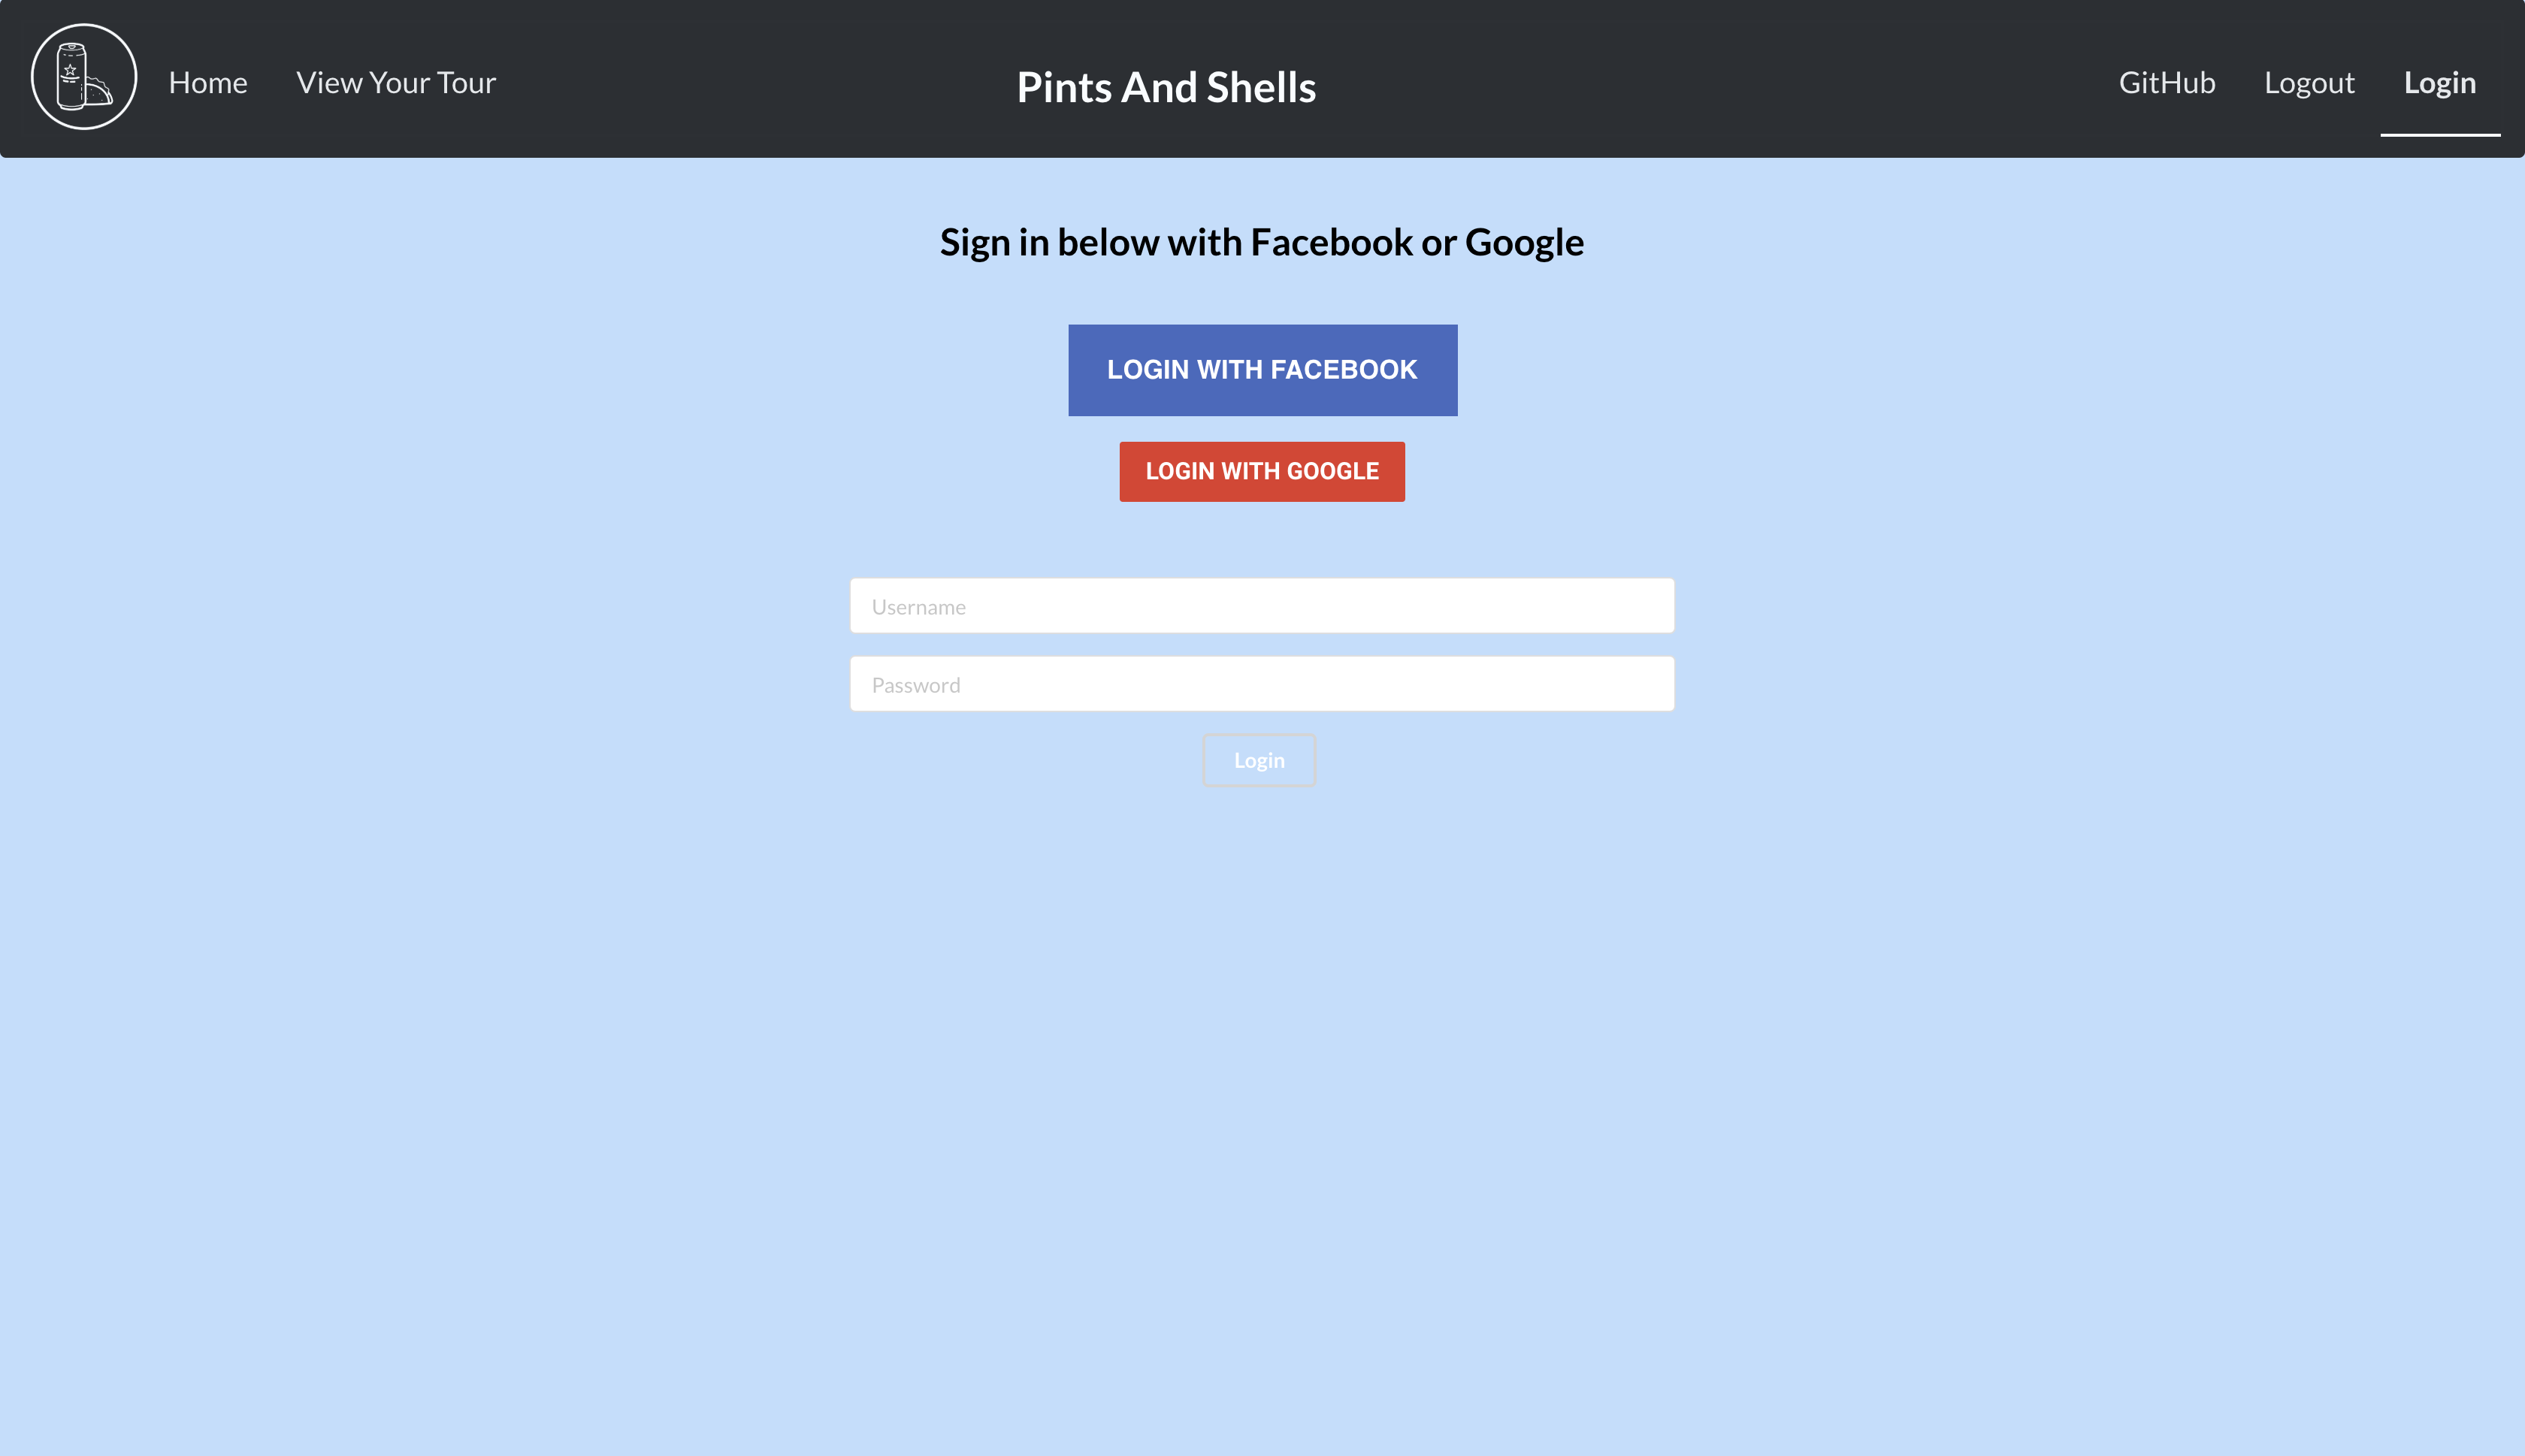 Home View Your Tour Pints And Shells GitHub Logout Login
Sign in below with Facebook or Google
LOGIN WITH FACEBOOK
LOGIN WITH GOOGLE
Username
Password
Login